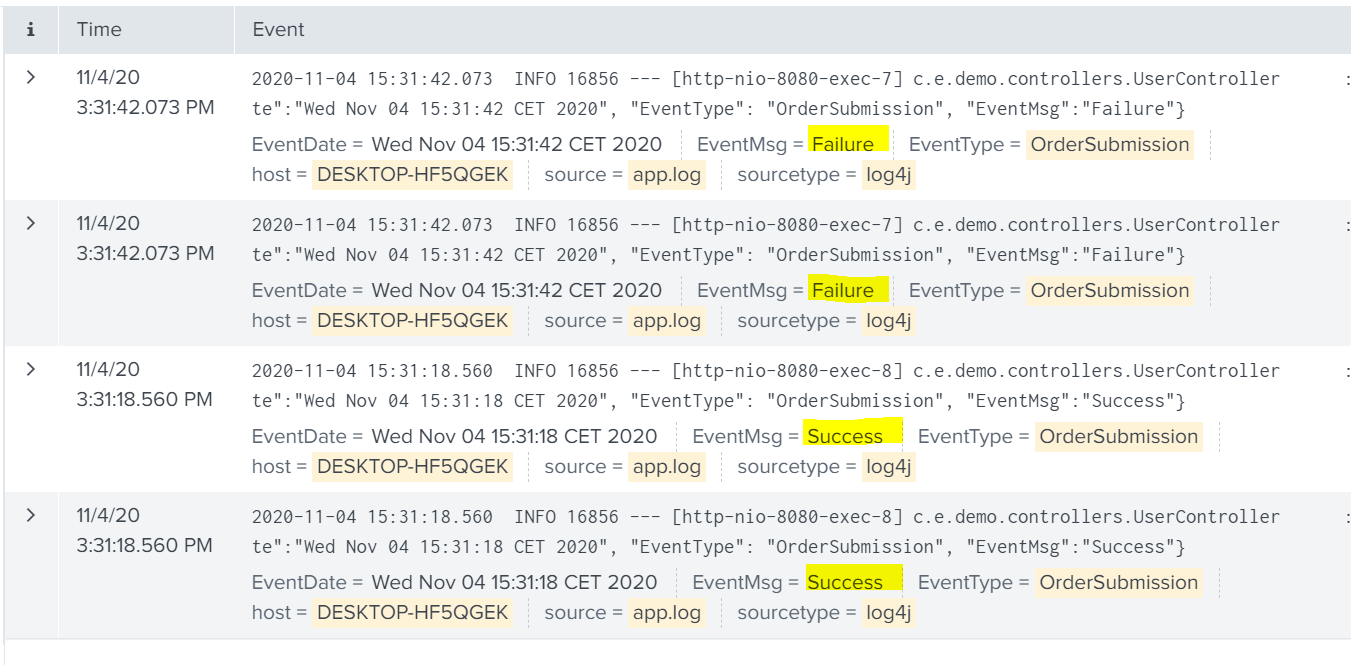 i Time Event
11/4/20 2020-11-04 15:31:42.073 INFO 16856 --- [http-nio-8080-exec-7] c.e.demo.controllers.UserController :
3:31:42.073 PM te":"Wed Nov 04 15:31:42 CET 2020", "EventType": "OrderSubmission", "EventMsg":"Failure"}
EventDate = Wed Nov 04 15:31:42 CET 2020 EventMsg = Failure EventType = OrderSubmission
host = DESKTOP-HF5QGEK source = app.log sourcetype = log4j
11/4/20 2020-11-04 15:31:42.073 INFO 16856 --- [http-nio-8080-exec-7] c.e.demo.controllers.UserController :
3:31:42.073 PM te":"Wed Nov 04 15:31:42 CET 2020", "EventType": "OrderSubmission", "EventMsg":"Failure"}
EventDate = Wed Nov 04 15:31:42 CET 2020 EventMsg = Failure EventType = OrderSubmission
host = DESKTOP-HF5QGEK source = app.log sourcetype = log4j
11/4/20 2020-11-04 15:31:18.560 INFO 16856 --- [http-nio-8080-exec-8] c.e.demo.controllers.UserController :
3:31:18.560 PM te":"Wed Nov 04 15:31:18 CET 2020", "EventType": "OrderSubmission", "EventMsg":"Success"}
EventDate = Wed Nov 04 15:31:18 CET 2020 EventMsg = Success EventType = OrderSubmission
host = DESKTOP-HF5QGEK source = app.log sourcetype = log4j
11/4/20 2020-11-04 15:31:18.560 INFO 16856 --- [http-nio-8080-exec-8] c.e.demo.controllers.UserController :
3:31:18.560 PM te":"Wed Nov 04 15:31:18 CET 2020", "EventType": "OrderSubmission", "EventMsg":"Success"}
EventDate = Wed Nov 04 15:31:18 CET 2020 EventMsg = Success EventType = OrderSubmission
host = DESKTOP-HF5QGEK source = app.log sourcetype = log4j